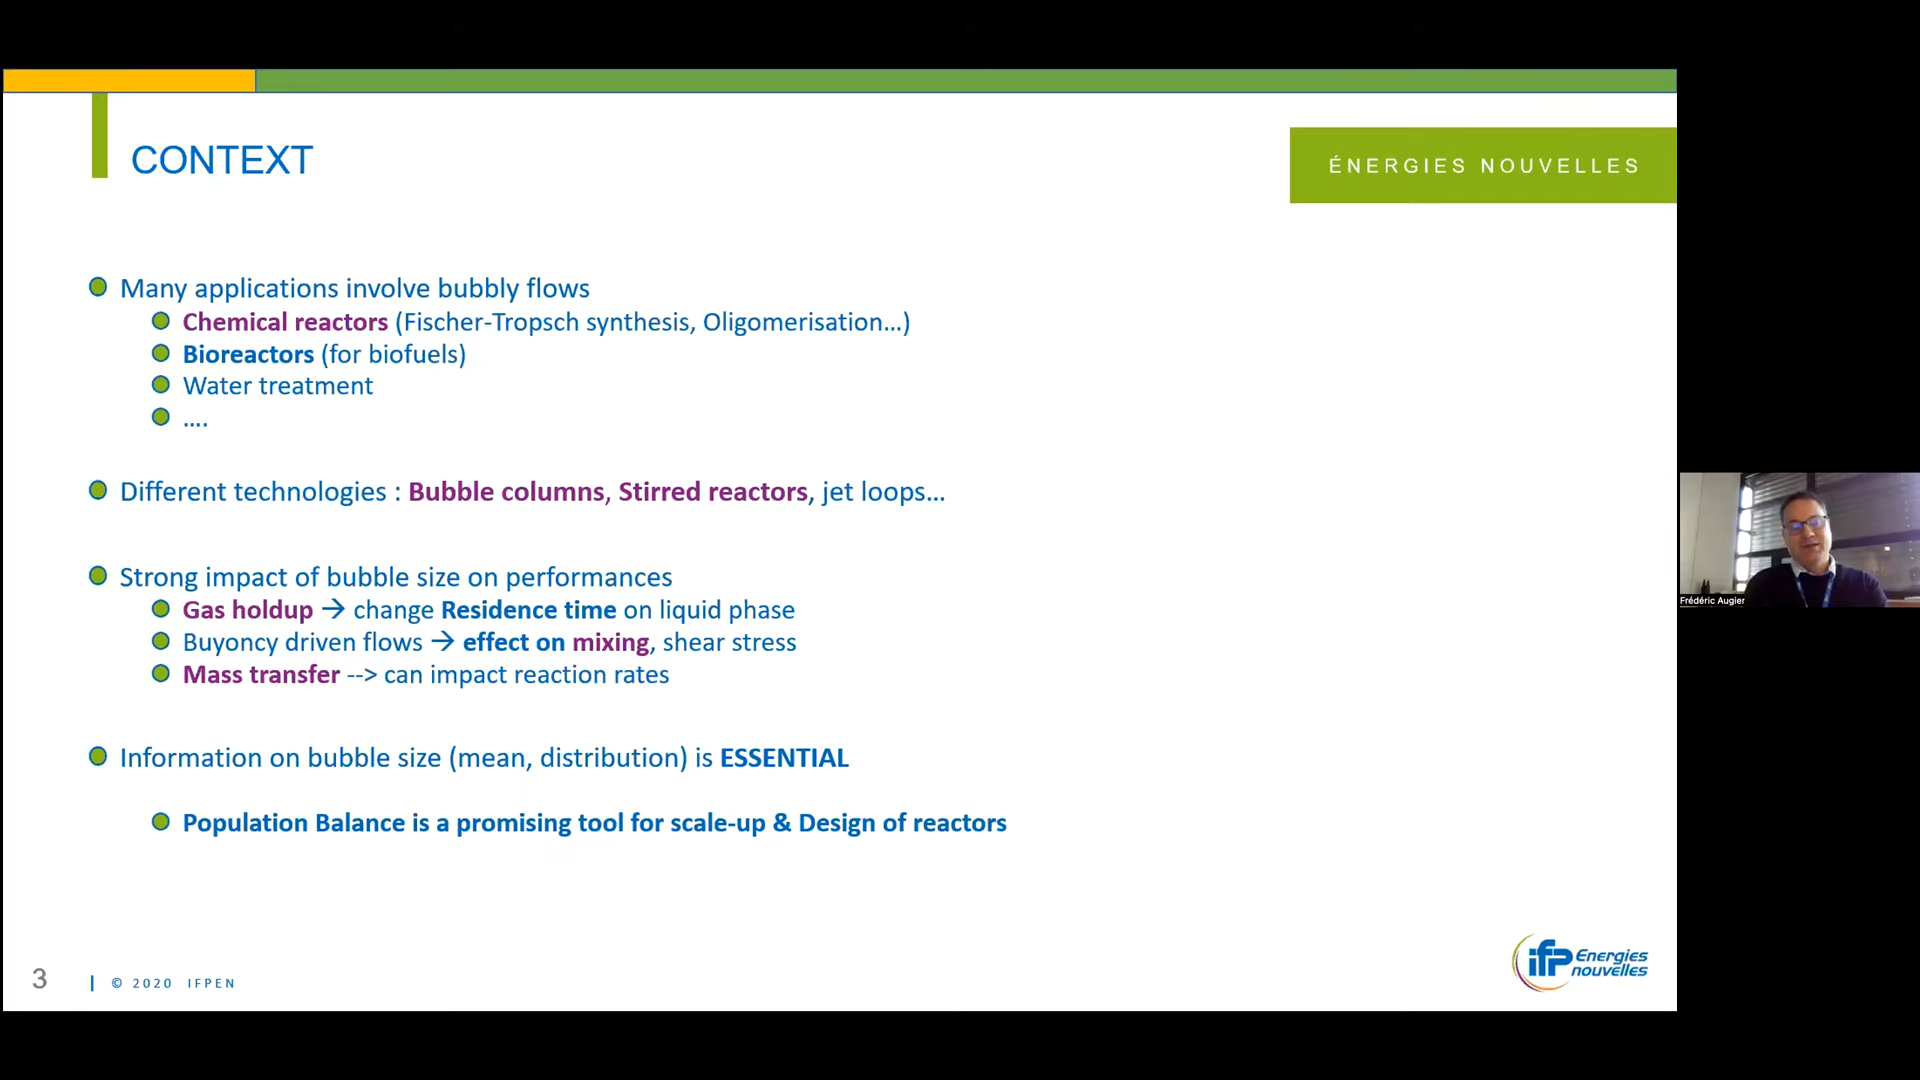 CONTEXT
ÉNERGIES NOUVELLES
Many applications involve bubbly flows
Chemical reactors (Fischer-Tropsch synthesis, Oligomerisation...)
Bioreactors (for biofuels)
Water treatment
....
Different technologies : Bubble columns, Stirred reactors, jet loops...
Strong impact of bubble size on performances
Gas holdup → change Residence time on liquid phase
Buyoncy driven flows → effect on mixing, shear stress
Mass transfer --> can impact reaction rates
Information on bubble size (mean, distribution) is ESSENTIAL
Population Balance is a promising tool for scale-up & Design of reactors
Frédéric Augier
3 | © 2020 IFPEN
ifp Energies
nouvelles